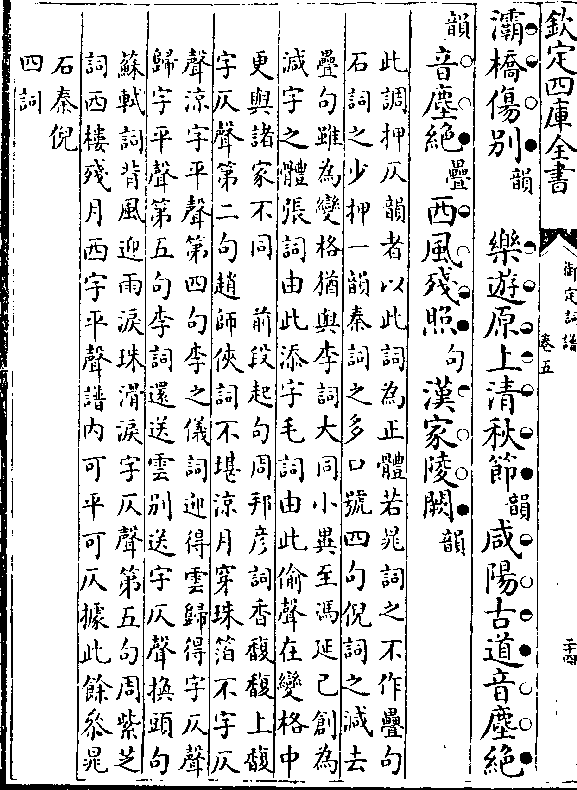 欽定四庫全書
御定詞譜
卷五
二十四
灞橋傷别韻樂遊原上清秋節韻咸陽古道音塵絶
韻音塵絶疊西風殘照句漢家陵闕韻
此調押仄韻者以此詞為正體若晁詞之不作疊句
石詞之少押一韻秦詞之多口號四句倪詞之減去
疊句雖為變格猶與李詞大同小異至馮延巳創為
減字之體張詞由此添字毛詞由此偷聲在變格中
更與諸家不同　前段起句周邦彦詞香馥馥上馥
字仄聲第二句趙師俠詞不堪涼月穿珠箔不字仄
聲涼字平聲第四句李之儀詞迎得雲歸得字仄聲
歸字平聲第五句李詞還送雲别送字仄聲換頭句
蘇軾詞背風迎雨淚珠滑淚字仄聲第五句周紫芝
詞西樓殘月西字平聲譜内可平可仄據此餘叅晁
石秦倪
四詞